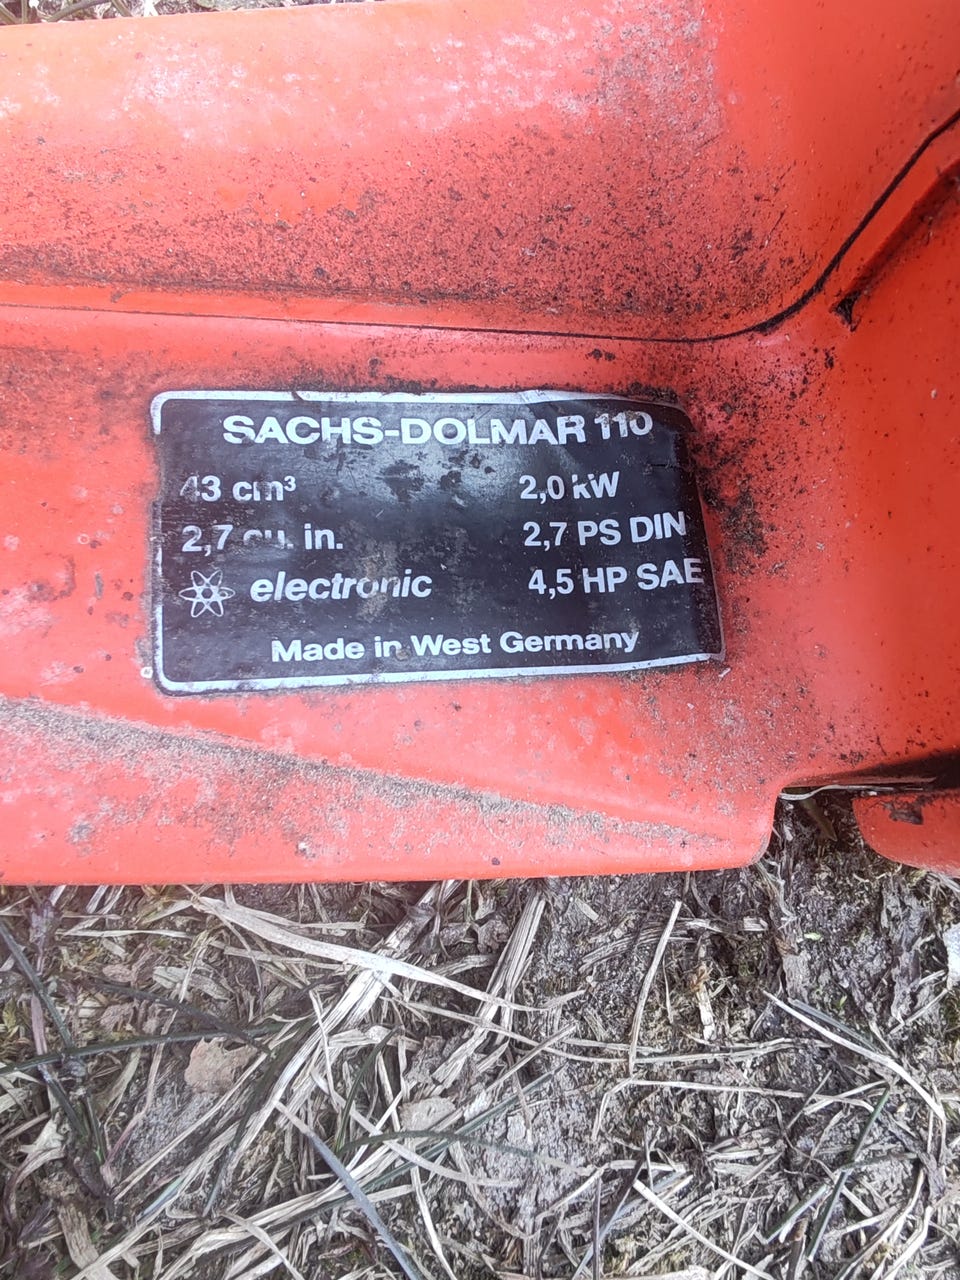 SACHS-DOLMAR 110
43 cm³ 2,0 kW
2,7 cu. in. 2,7 PS DIN
electronic 4,5 HP SAE
Made in West Germany